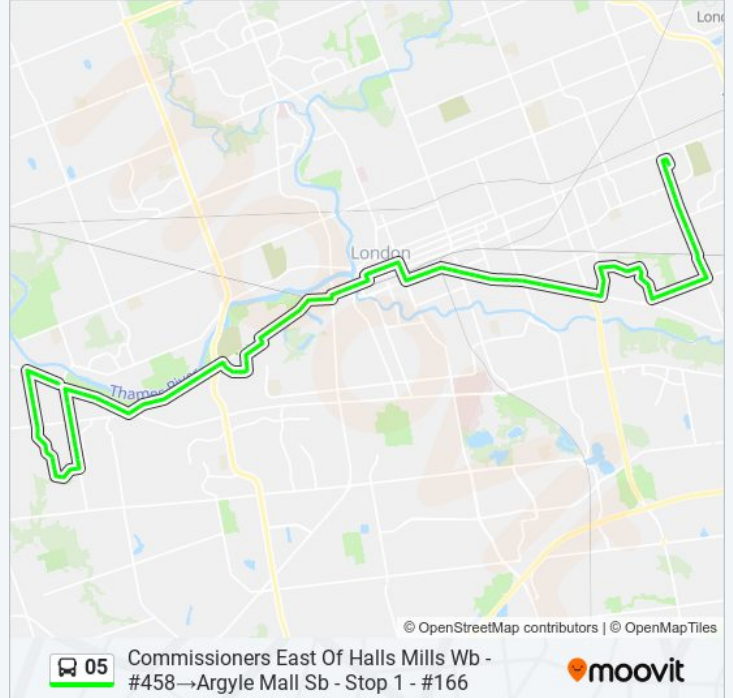 Lond
London
Thames River
© OpenStreetMap contributors | © OpenMapTiles
05
Commissioners East Of Halls Mills Wb -
#458→Argyle Mall Sb - Stop 1 - #166
moovit